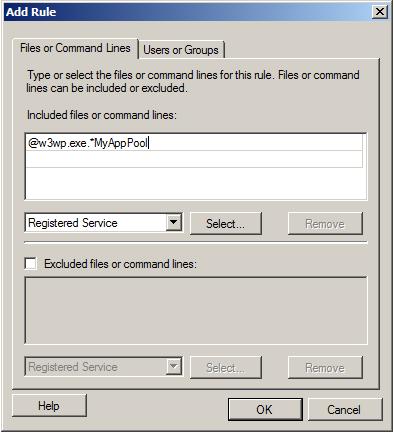 Add Rule
Files or Command Lines
Users or Groups
Type or select the files or command lines for this rule. Files or command
lines can be included or excluded.
Included files or command lines:
@w3wp.exe.*MyAppPool
Registered Service
Select...
Remove
Excluded files or command lines:
Registered Service
Select...
Remove
Help
OK
Cancel